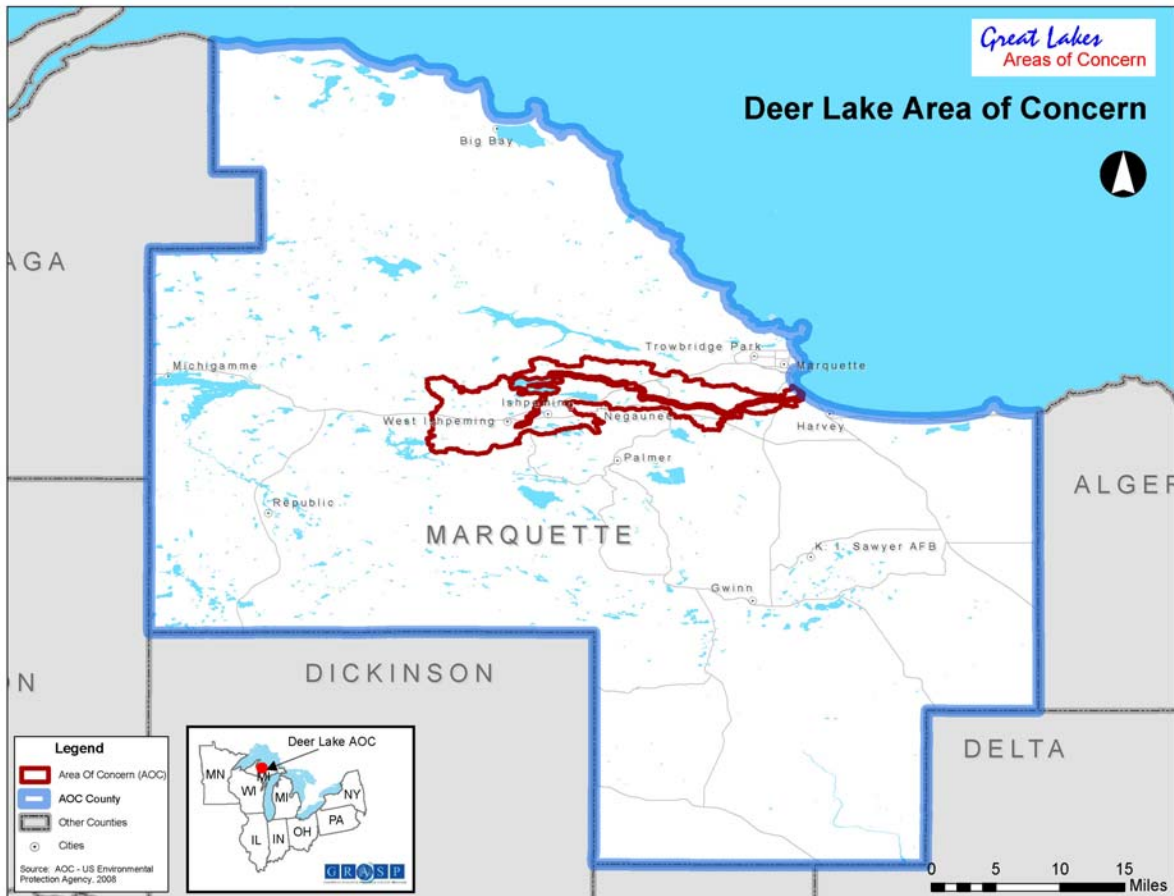 Great Lakes
Areas of Concern
Deer Lake Area of Concern
Big Bay
AGA
Trowbridge Park
Michigamme
Marquette
Ishpeming
West Ishpeming
Negaunee
Harvey
Palmer
ALGER
Republic
MARQUETTE
K. I. Sawyer AFB
Gwinn
DICKINSON
ON
DELTA
Legend
Area Of Concern (AOC)
AOC County
Other Counties
Cities
Source: AOC - US Environmental
Protection Agency, 2008
Deer Lake AOC
MN
MI
WI
MI
NY
PA
IL
IN
OH
GRASP
0 5 10 15
Miles